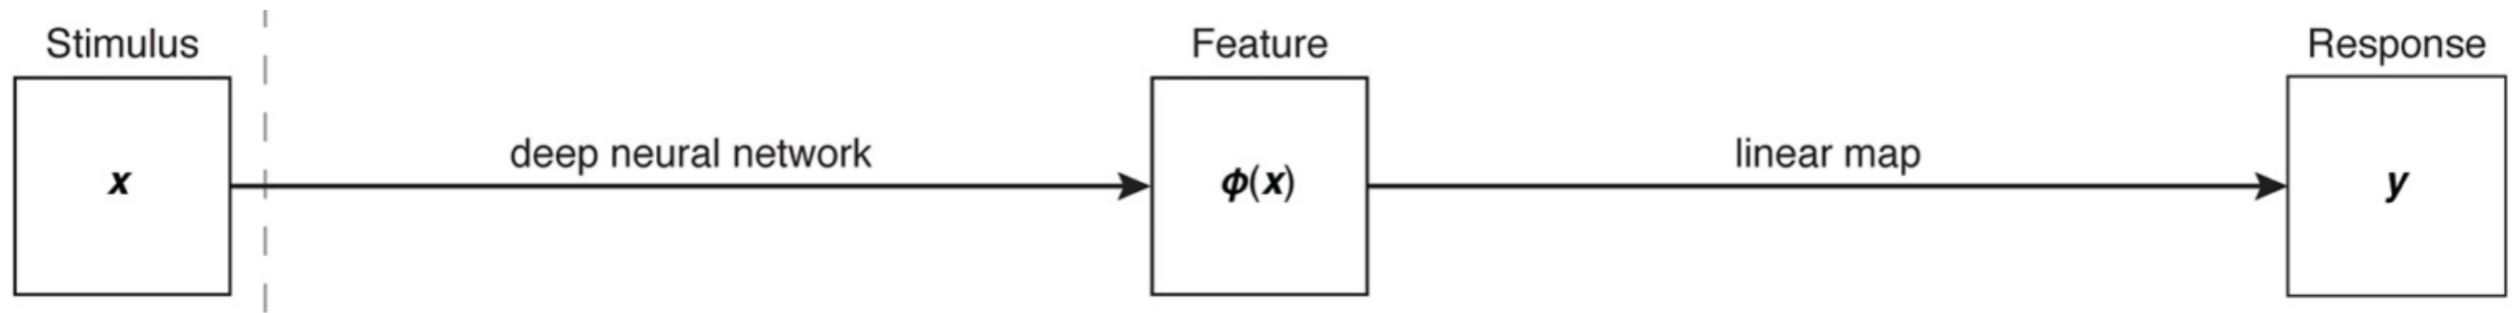 Stimulus
x
deep neural network
Feature
ϕ(x)
linear map
Response
y